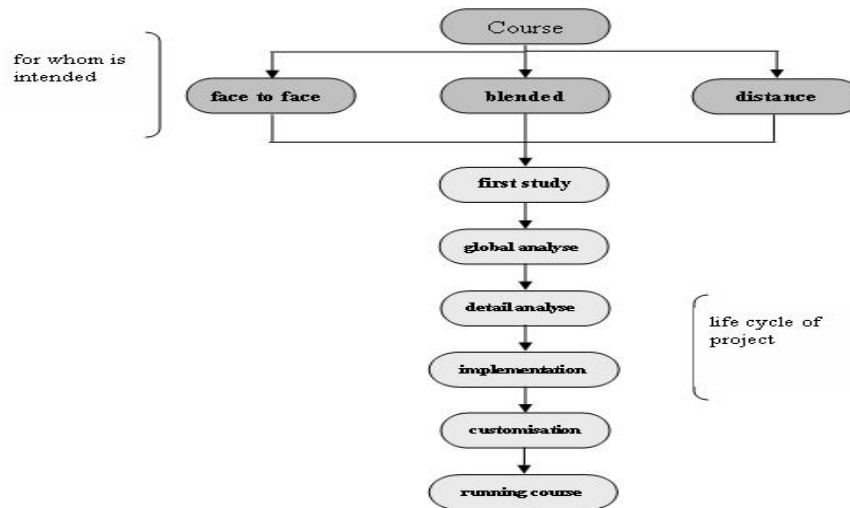 Course
for whom is
intended
face to face
blended
distance
first study
global analyse
detail analyse
life cycle of
project
implementation
customisation
running course